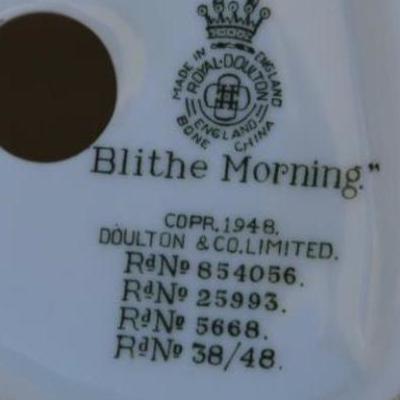 MADE IN ENGLAND
ROYAL·DOULTON
ENGLAND
BONE CHINA
Blithe Morning."
COPR.1948.
DOULTON & CO.LIMITED.
RdNo 854056.
RdNo 25993.
RdNo 5668.
RdNo 38/48.